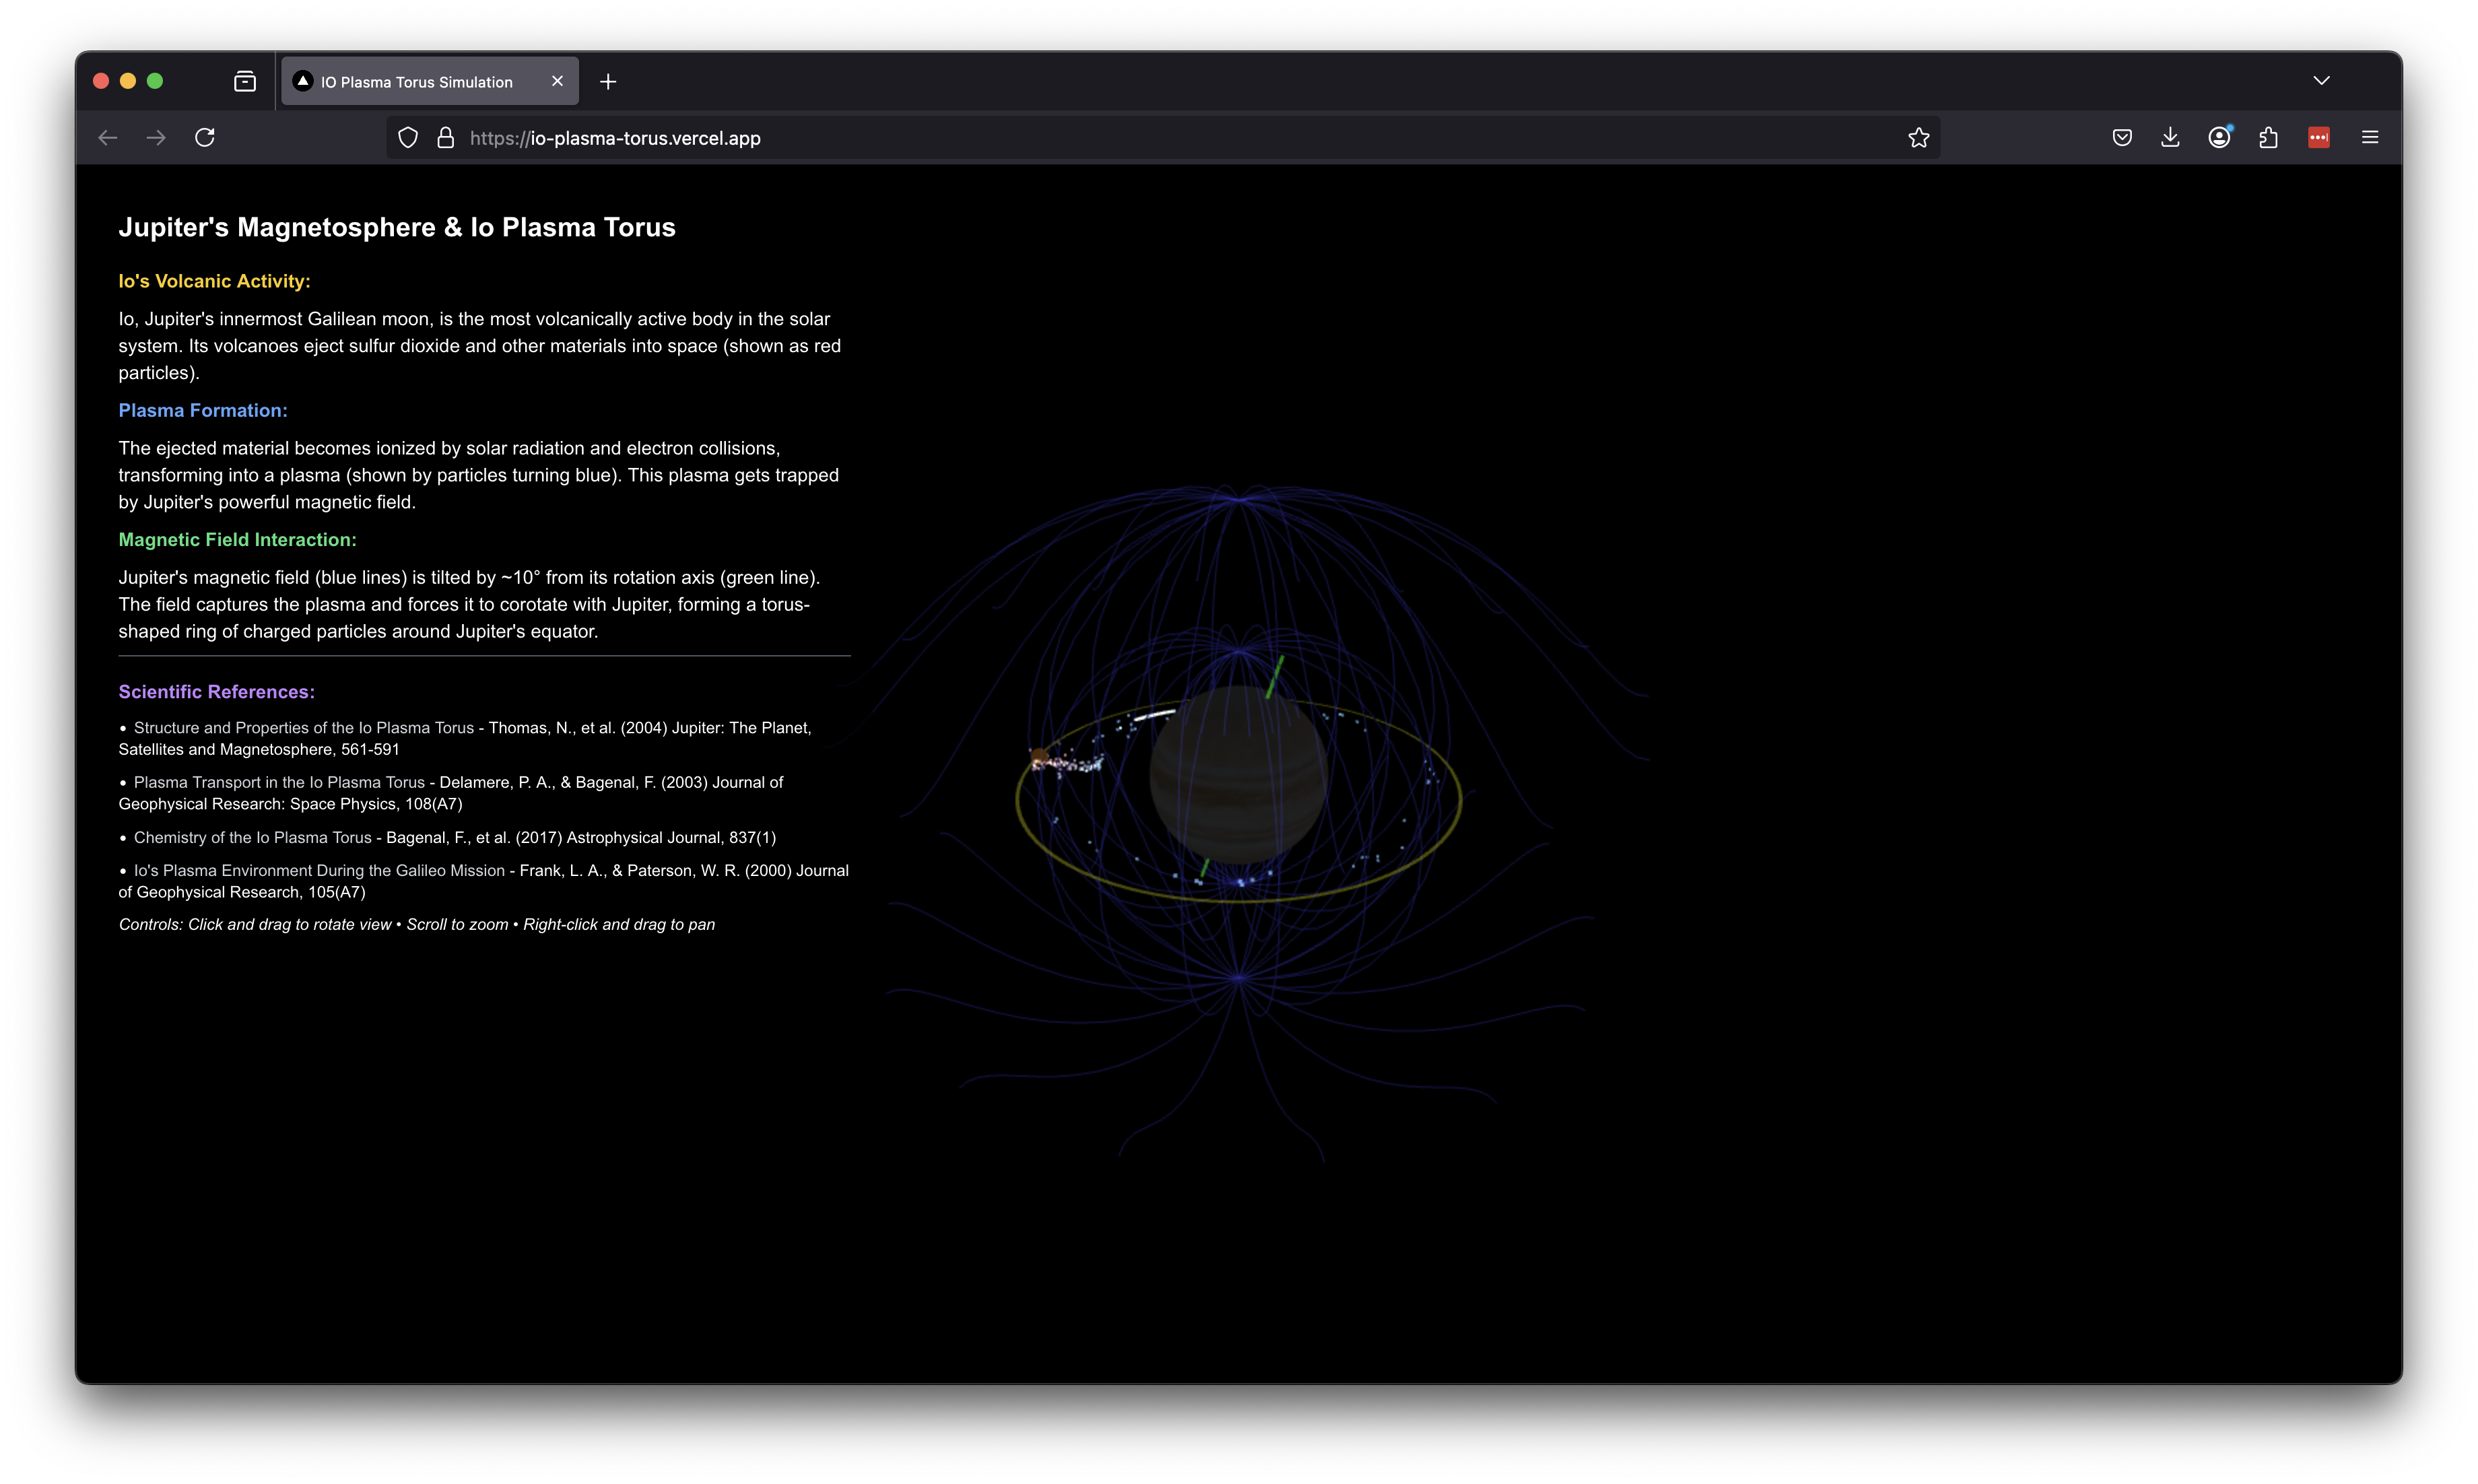 IO Plasma Torus Simulation
https://io-plasma-torus.vercel.app
Jupiter's Magnetosphere & Io Plasma Torus
Io's Volcanic Activity:
Io, Jupiter's innermost Galilean moon, is the most volcanically active body in the solar
system. Its volcanoes eject sulfur dioxide and other materials into space (shown as red
particles).
Plasma Formation:
The ejected material becomes ionized by solar radiation and electron collisions,
transforming into a plasma (shown by particles turning blue). This plasma gets trapped
by Jupiter's powerful magnetic field.
Magnetic Field Interaction:
Jupiter's magnetic field (blue lines) is tilted by ~10° from its rotation axis (green line).
The field captures the plasma and forces it to corotate with Jupiter, forming a torus-
shaped ring of charged particles around Jupiter's equator.
Scientific References:
• Structure and Properties of the Io Plasma Torus - Thomas, N., et al. (2004) Jupiter: The Planet,
Satellites and Magnetosphere, 561-591
• Plasma Transport in the Io Plasma Torus - Delamere, P. A., & Bagenal, F. (2003) Journal of
Geophysical Research: Space Physics, 108(A7)
• Chemistry of the Io Plasma Torus - Bagenal, F., et al. (2017) Astrophysical Journal, 837(1)
• Io's Plasma Environment During the Galileo Mission - Frank, L. A., & Paterson, W. R. (2000) Journal
of Geophysical Research, 105(A7)
Controls: Click and drag to rotate view • Scroll to zoom • Right-click and drag to pan